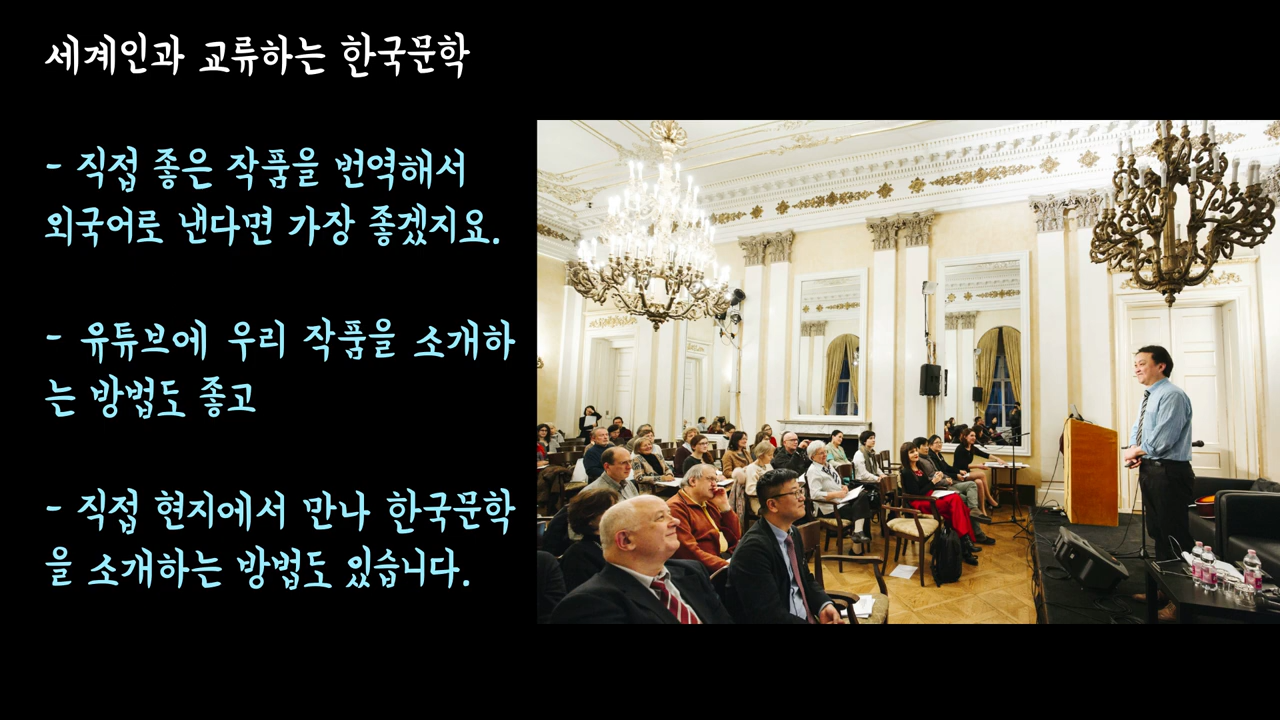 세계인과 교류하는 한국문학
- 직접 좋은 작품을 번역해서
외국어로 낸다면 가장 좋겠지요.
- 유튜브에 우리 작품을 소개하
는 방법도 좋고
- 직접 현지에서 만나 한국문학
을 소개하는 방법도 있습니다.